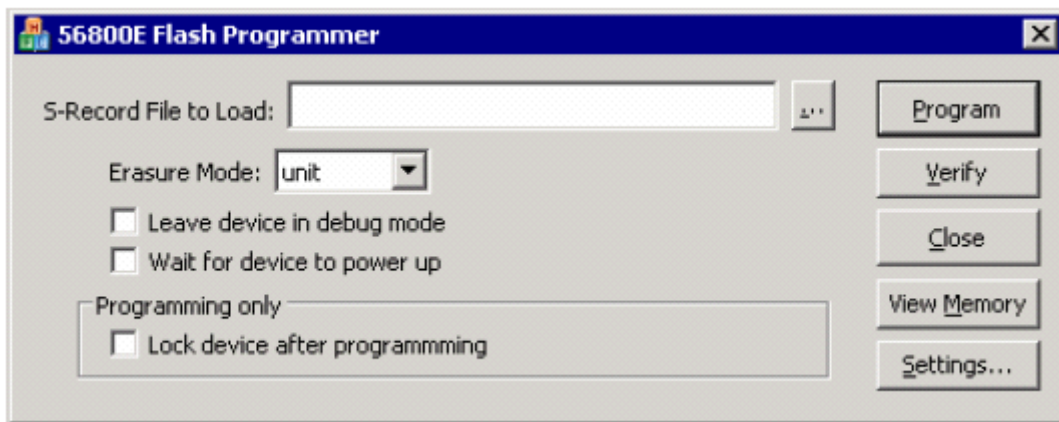 56800E Flash Programmer
S-Record File to Load:
...
Program
Erasure Mode: unit
Verify
Leave device in debug mode
Close
Wait for device to power up
Programming only
View Memory
Lock device after programmming
Settings...